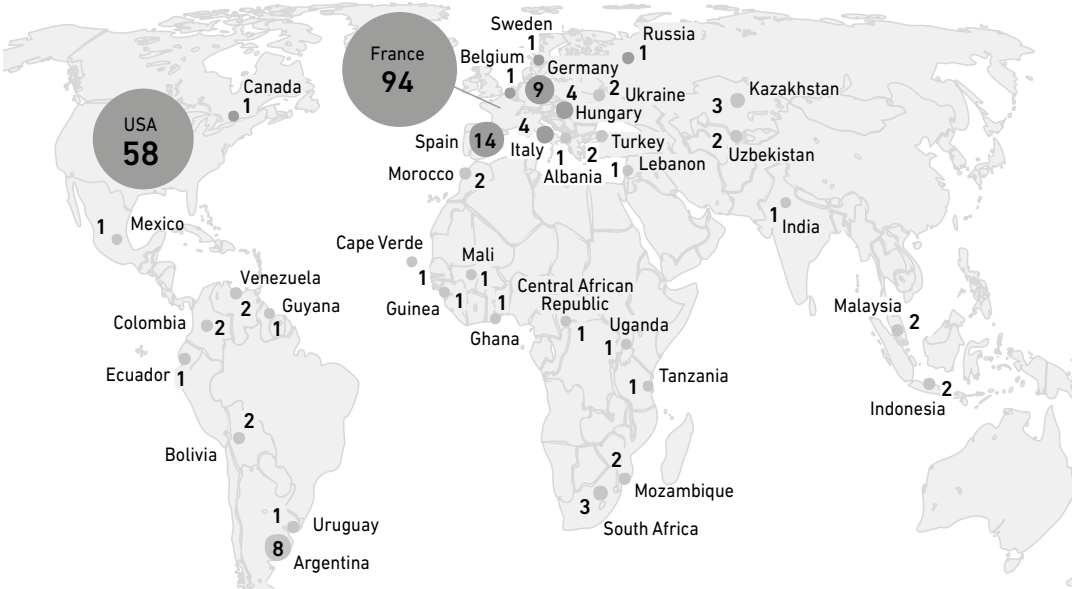 Sweden
1
Russia
1
France
94
Belgium
1
Germany
9
2
Ukraine
Canada
1
4
Hungary
Kazakhstan
3
USA
58
Spain
14
4
Italy
1
Albania
2
Turkey
2
Uzbekistan
1
Lebanon
Morocco
2
1
Mexico
1
India
Cape Verde
1
Mali
1
Venezuela
2
Guyana
1
Guinea
1
Central African
Republic
1
1
Ghana
Colombia
2
Uganda
1
Malaysia
2
Ecuador
1
1
Tanzania
2
Indonesia
2
Bolivia
2
Mozambique
3
South Africa
1
Uruguay
8
Argentina